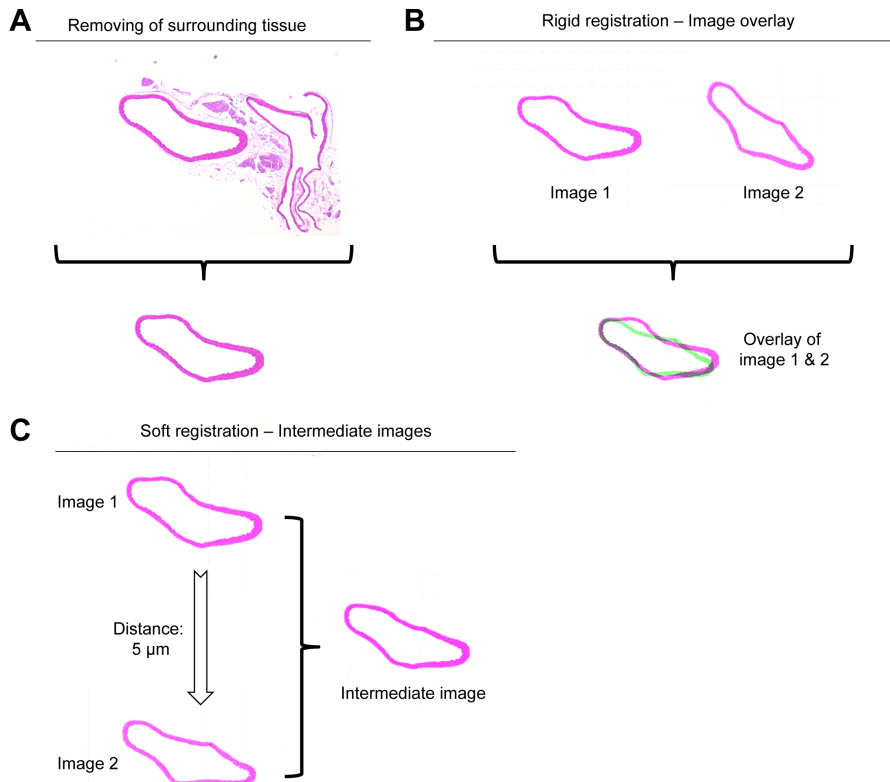 A
Removing of surrounding tissue
B
Rigid registration – Image overlay
Image 1
Image 2
Overlay of
image 1 & 2
C
Soft registration – Intermediate images
Image 1
Distance:
5 µm
Intermediate image
Image 2